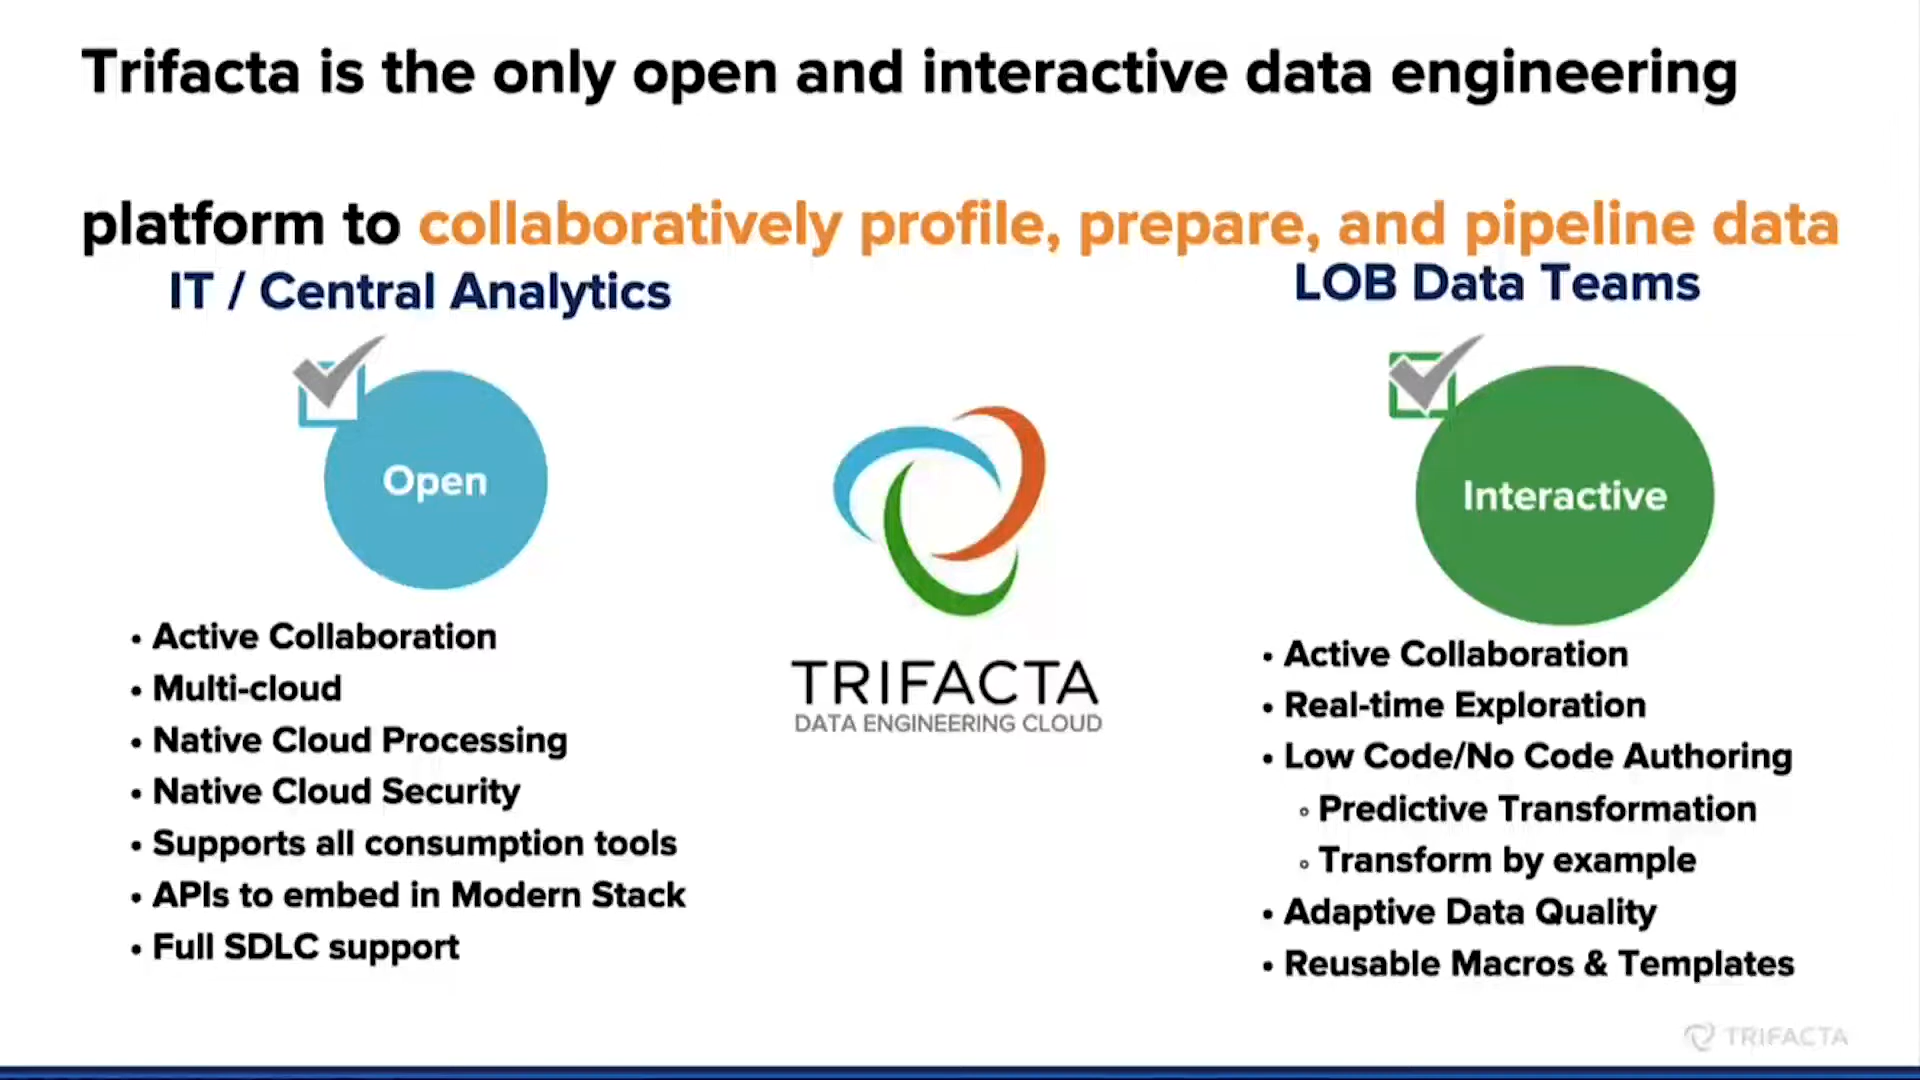 Trifacta is the only open and interactive data engineering
platform to collaboratively profile, prepare, and pipeline data
IT / Central Analytics
Open
• Active Collaboration
• Multi-cloud
• Native Cloud Processing
• Native Cloud Security
• Supports all consumption tools
• APIs to embed in Modern Stack
• Full SDLC support
TRIFACTA
DATA ENGINEERING CLOUD
LOB Data Teams
Interactive
• Active Collaboration
• Real-time Exploration
• Low Code/No Code Authoring
◦ Predictive Transformation
◦ Transform by example
• Adaptive Data Quality
• Reusable Macros & Templates
TRIFACTA